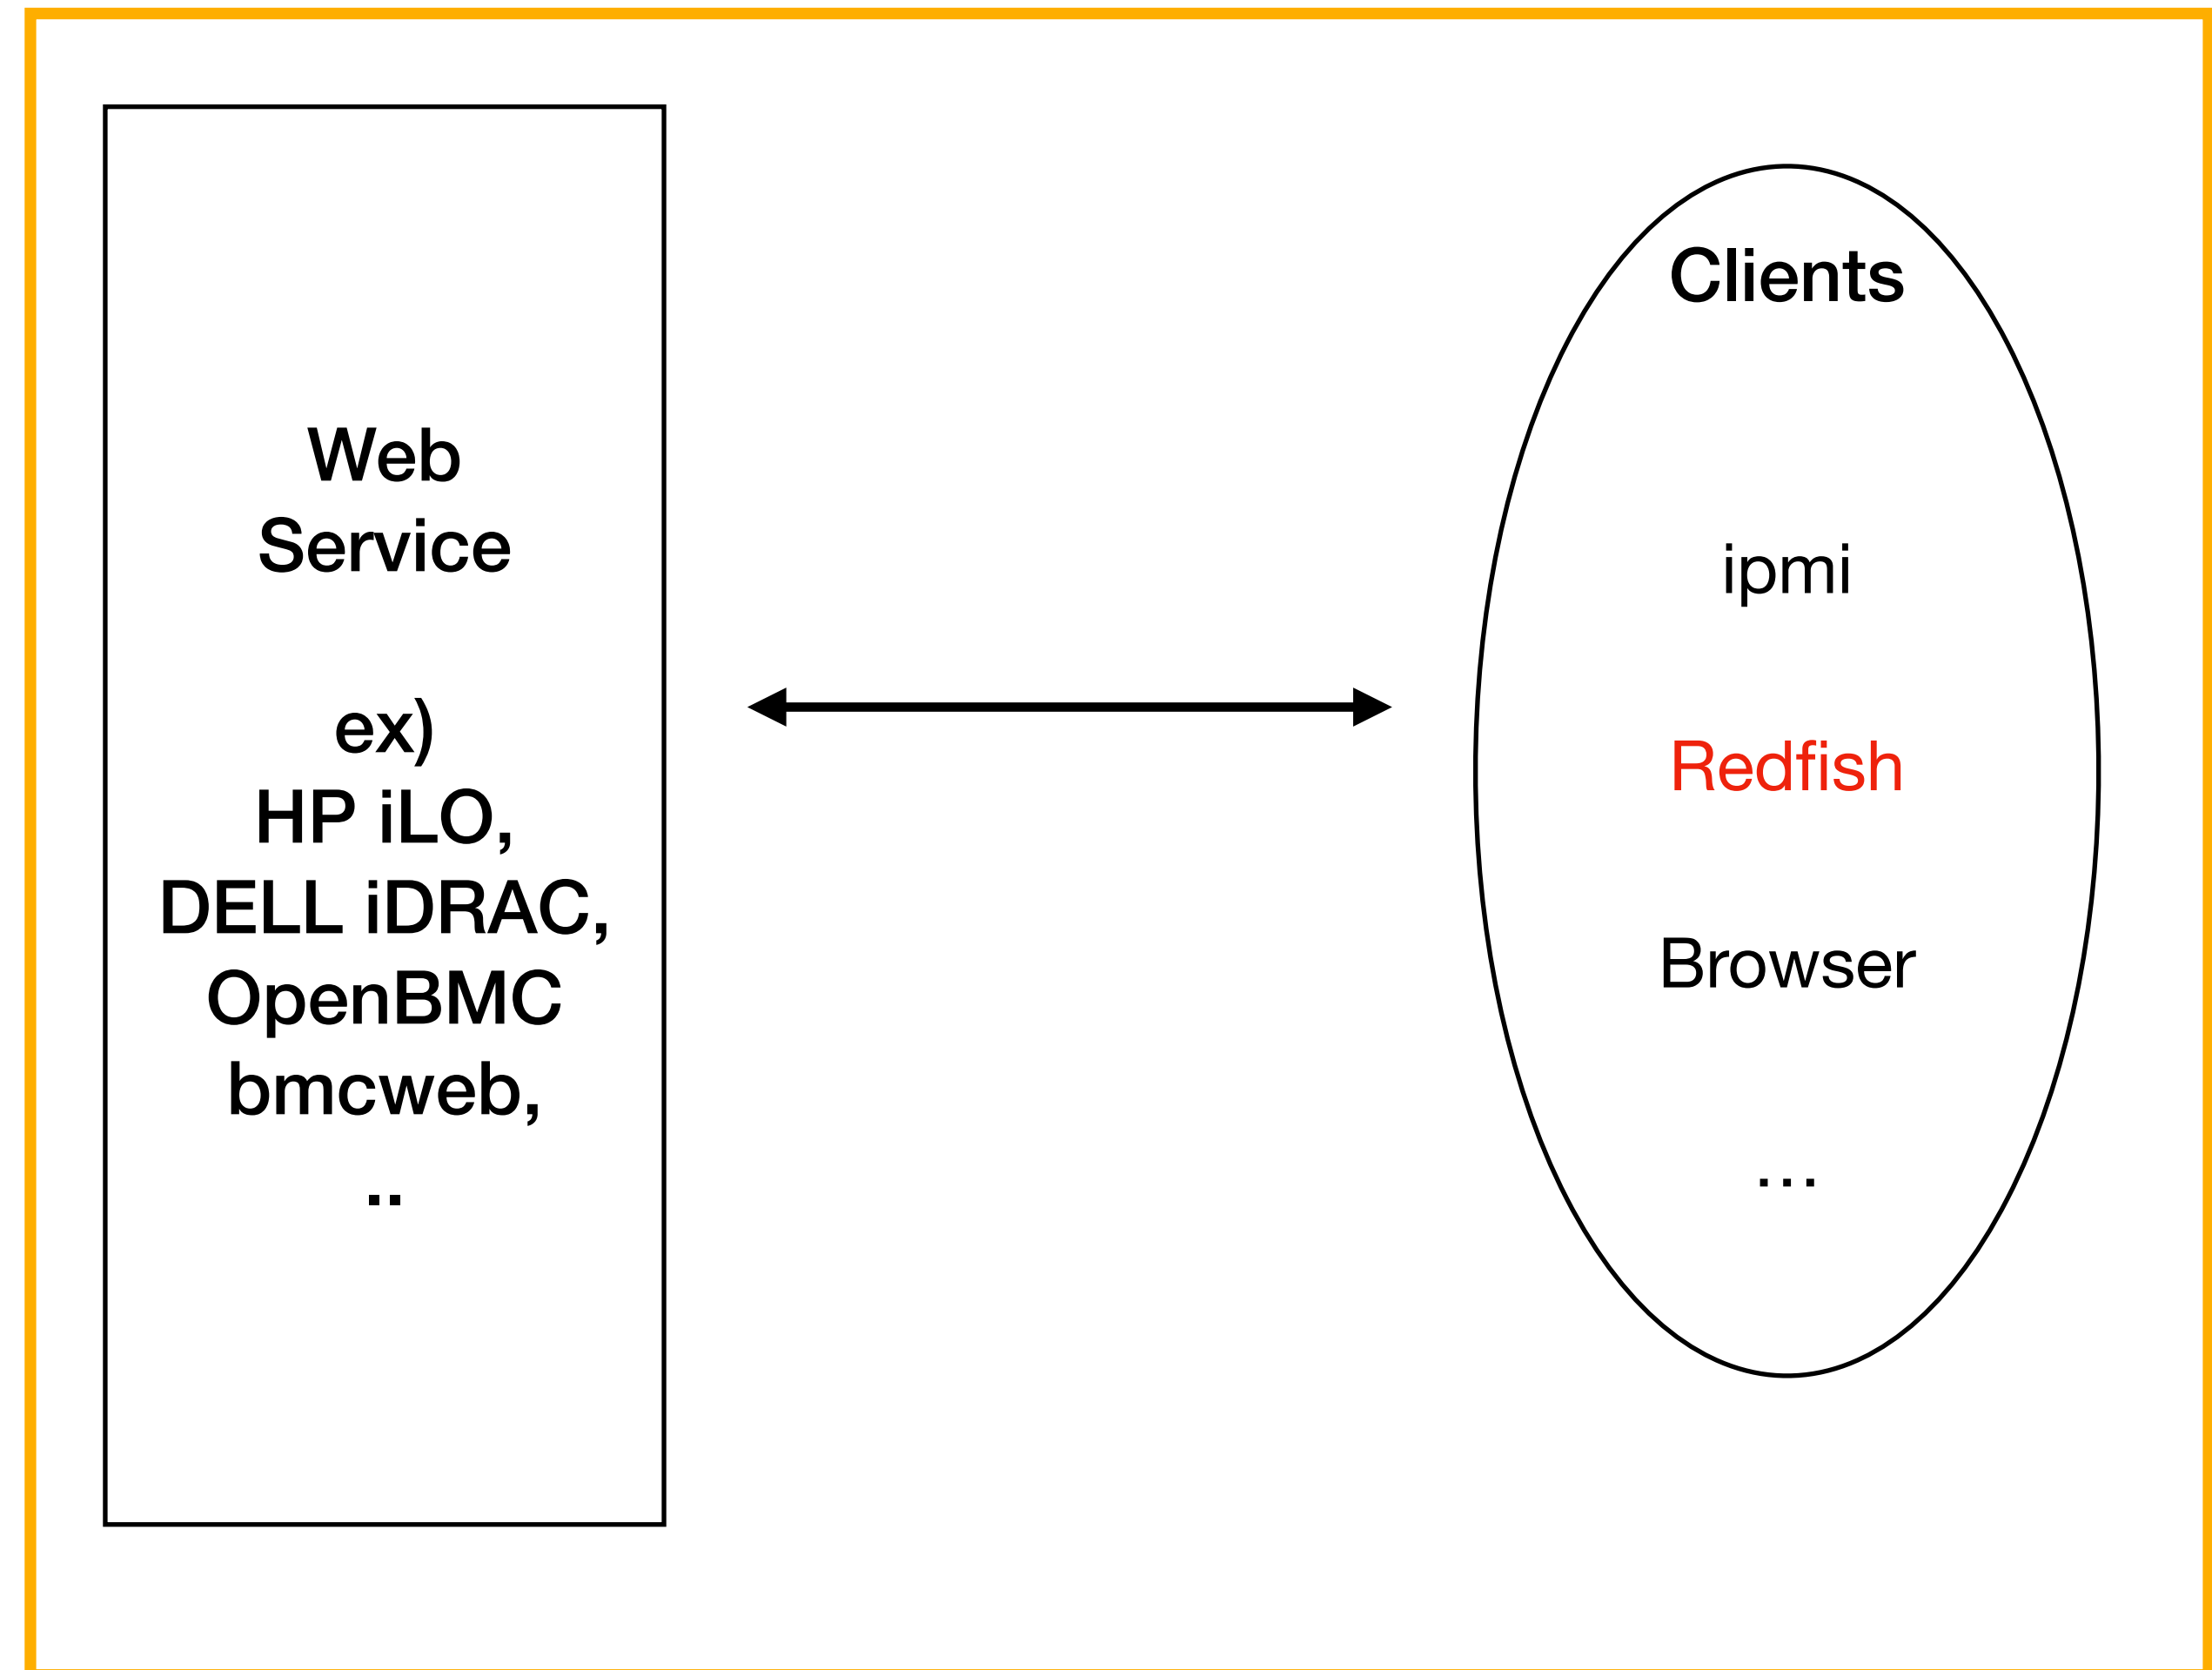 Web
Service
ex)
HP iLO,
DELL iDRAC,
OpenBMC
bmcweb,
..
Clients
ipmi
Redfish
Browser
...